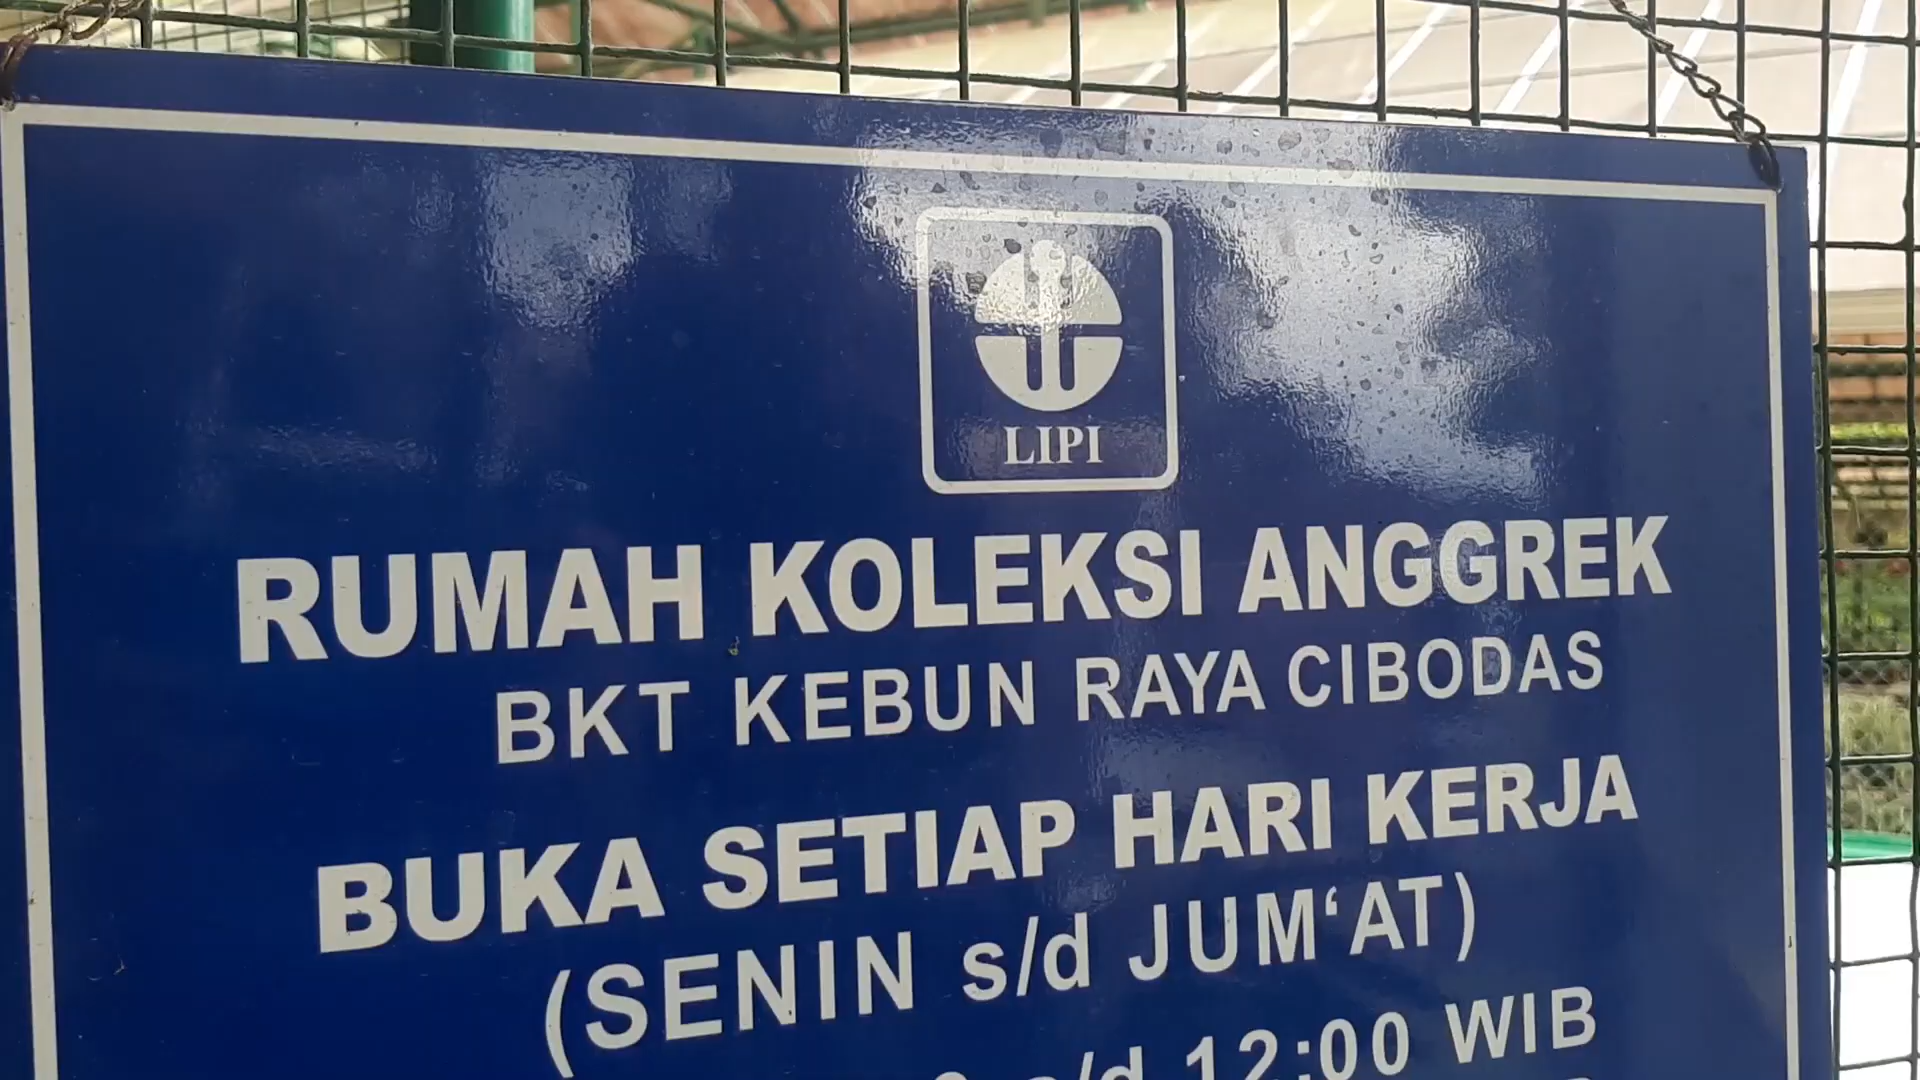 LIPI
RUMAH KOLEKSI ANGGREK
BKT KEBUN RAYA CIBODAS
BUKA SETIAP HARI KERJA
(SENIN s/d JUM‘AT)
s/d 12:00 WIB